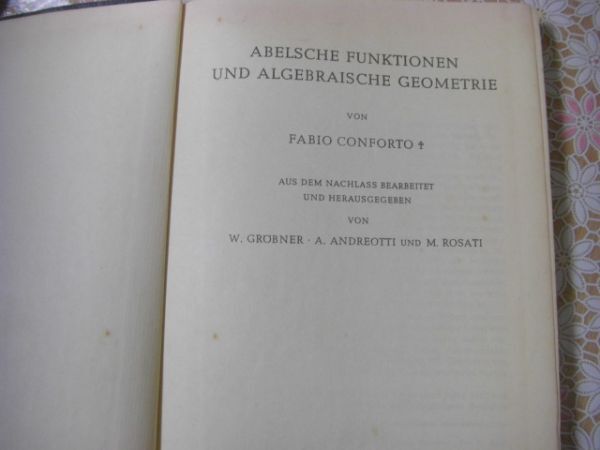 ABELSCHE FUNKTIONEN
UND ALGEBRAISCHE GEOMETRIE
VON
FABIO CONFORTO †
AUS DEM NACHLASS BEARBEITET
UND HERAUSGEGEBEN
VON
W. GRÖBNER · A. ANDREOTTI UND M. ROSATI